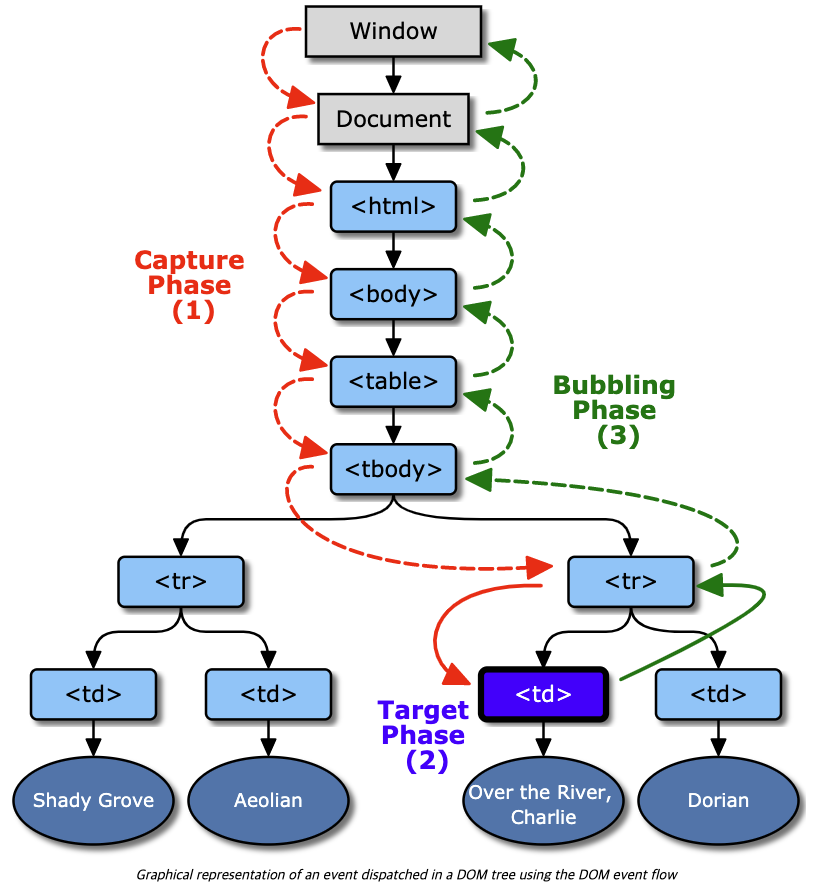 Window
Document
<html>
Capture
Phase
(1)
<body>
<table>
Bubbling
Phase
(3)
<tbody>
<tr>
<tr>
<td>
<td>
<td>
<td>
Target
Phase
(2)
Shady Grove
Aeolian
Over the River,
Charlie
Dorian
Graphical representation of an event dispatched in a DOM tree using the DOM event flow